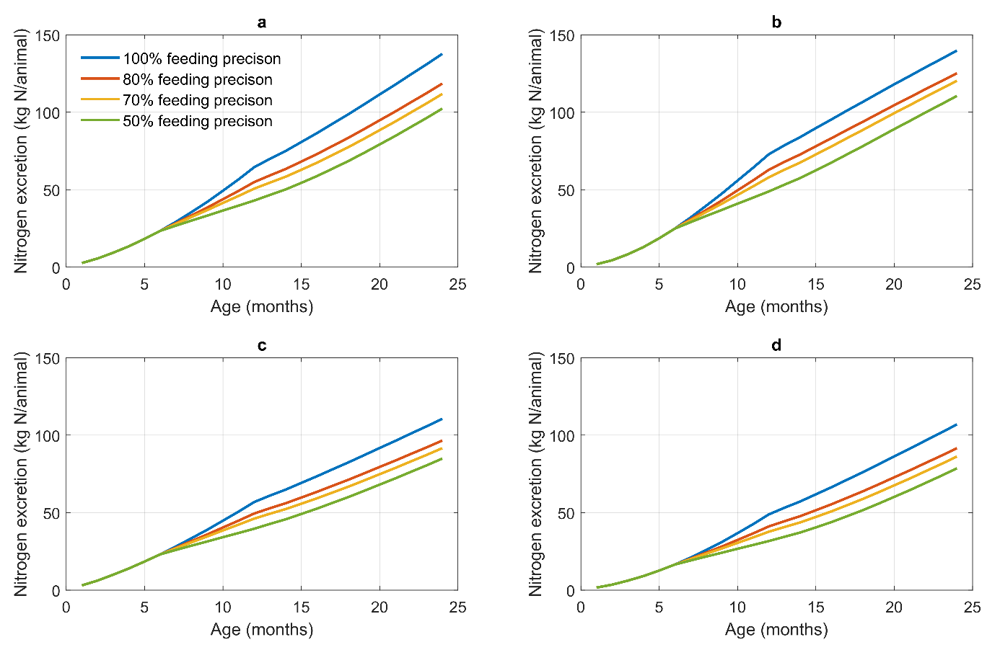 a
150
100
50
0
Nitrogen excretion (kg N/animal)
100% feeding precison
80% feeding precison
70% feeding precison
50% feeding precison
0 5 10 15 20 25
Age (months)
b
150
100
50
0
Nitrogen excretion (kg N/animal)
0 5 10 15 20 25
Age (months)
c
150
100
50
0
Nitrogen excretion (kg N/animal)
0 5 10 15 20 25
Age (months)
d
150
100
50
0
Nitrogen excretion (kg N/animal)
0 5 10 15 20 25
Age (months)